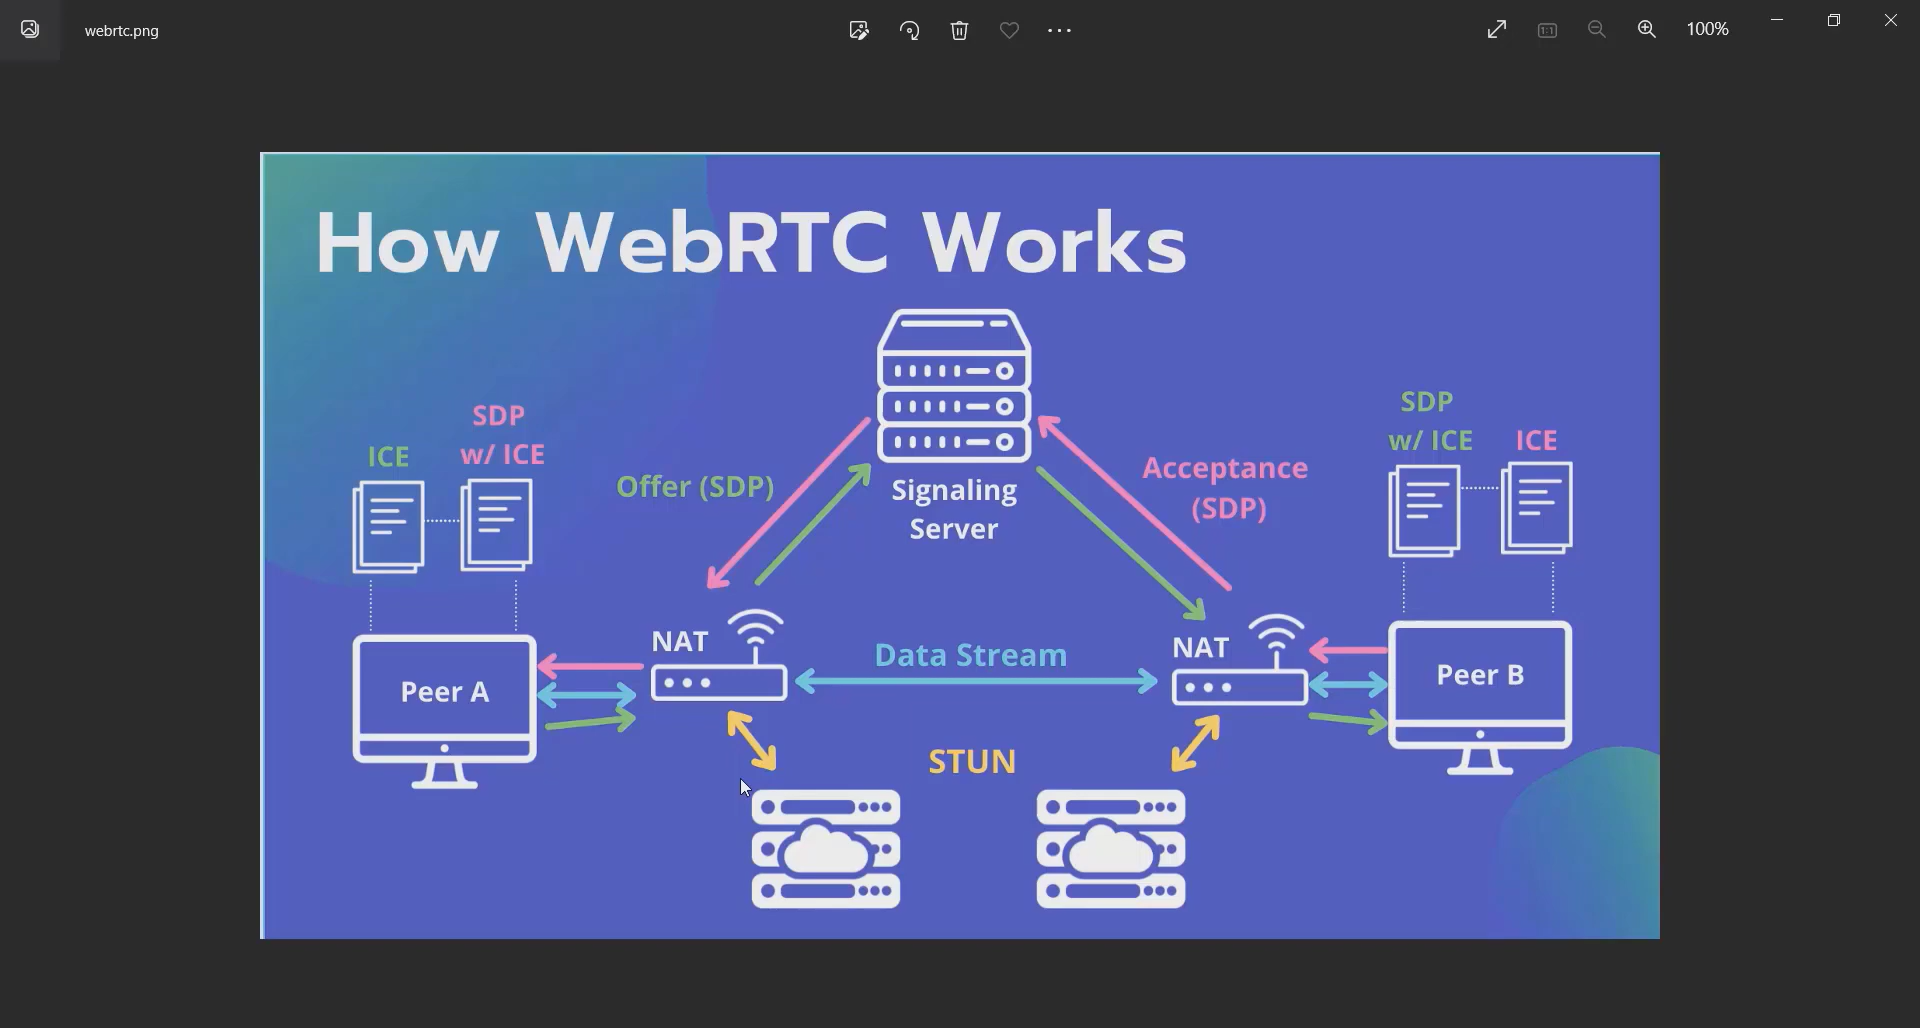 webrtc.png
100%
How WebRTC Works
SDP
w/ ICE
ICE
Offer (SDP)
Signaling
Server
Acceptance
(SDP)
SDP
w/ ICE
ICE
NAT
Data Stream
NAT
Peer A
Peer B
STUN